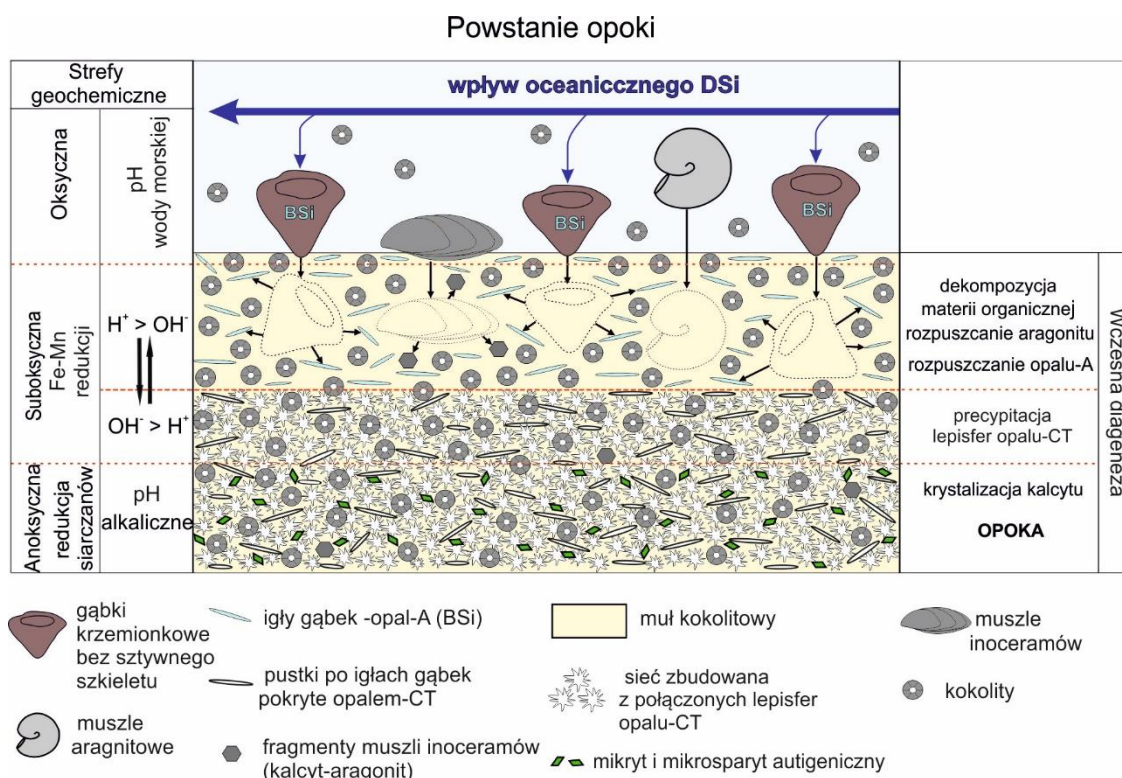 Powstanie opoki
Strefy
geochemiczne
wpływ oceanicznego DSi
Oksyczna
pH
wody morskiej
BSi
BSi
BSi
Suboksyczna
Fe-Mn
redukcji
H⁺ > OH⁻
OH⁻ > H⁺
dekompozycja
materii organicznej
rozpuszcanie aragonitu
rozpuszczanie opalu-A
precypitacja
lepisfer opalu-CT
Wczesna diageneza
Anoksyczna
redukcja
siarczanów
pH
alkaliczne
krystalizacja kalcytu
OPOKA
gąbki
krzemionkowe
bez sztywnego
szkieletu
igły gąbek -opal-A (BSi)
muł kokolitowy
muszle
inoceramów
pustki po igłach gąbek
pokryte opalem-CT
sieć zbudowana
z połączonych lepisfer
opalu-CT
kokolity
muszle
aragnitowe
fragmenty muszli inoceramów
(kalcyt-aragonit)
mikryt i mikrosparyt autigeniczny